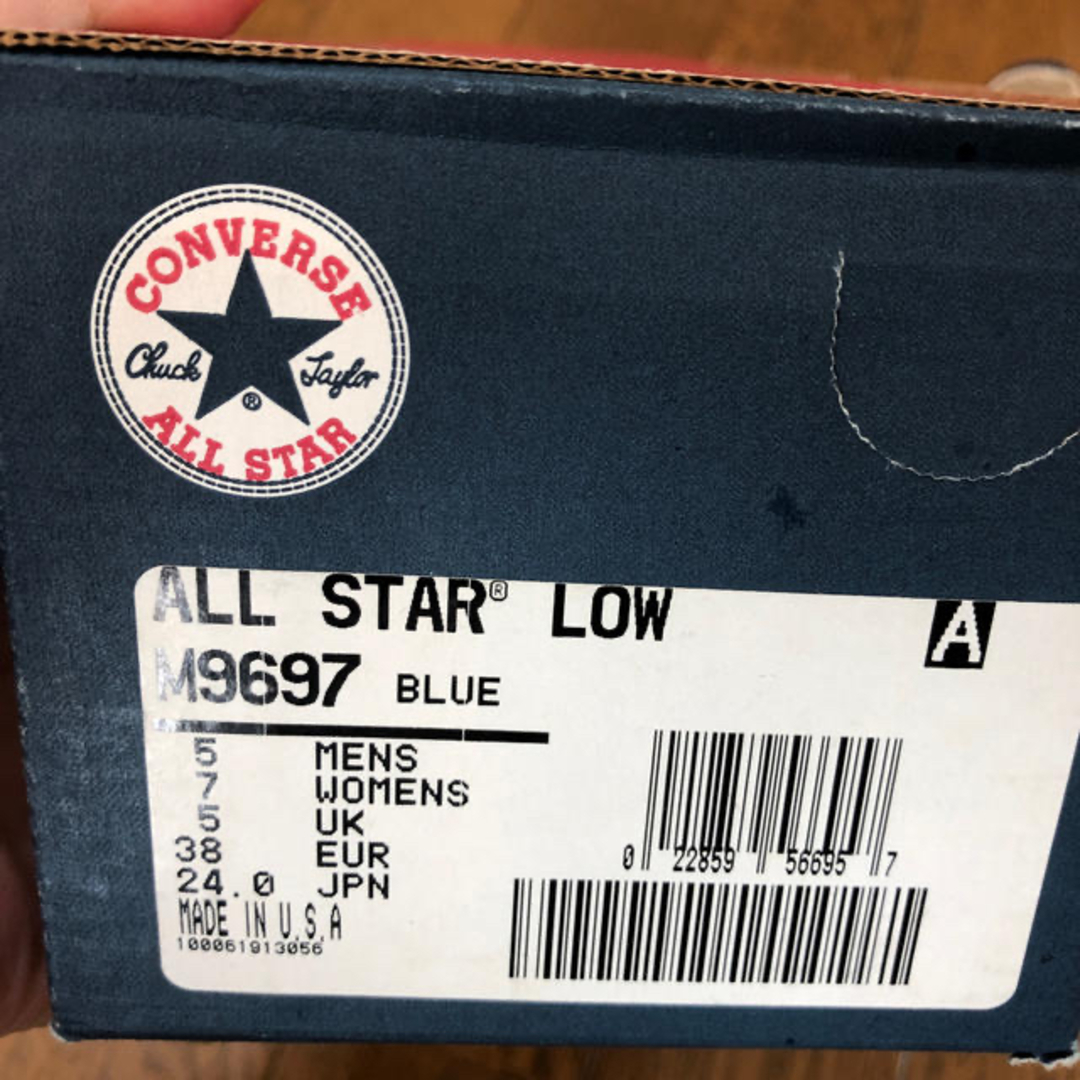 CONVERSE
Chuck Taylor
®
ALL STAR
ALL STAR® LOW
A
M9697 BLUE
5 MENS
7 WOMENS
5 UK
38 EUR
24.0 JPN
MADE IN U.S.A
100061913056
0 22859 56695 7